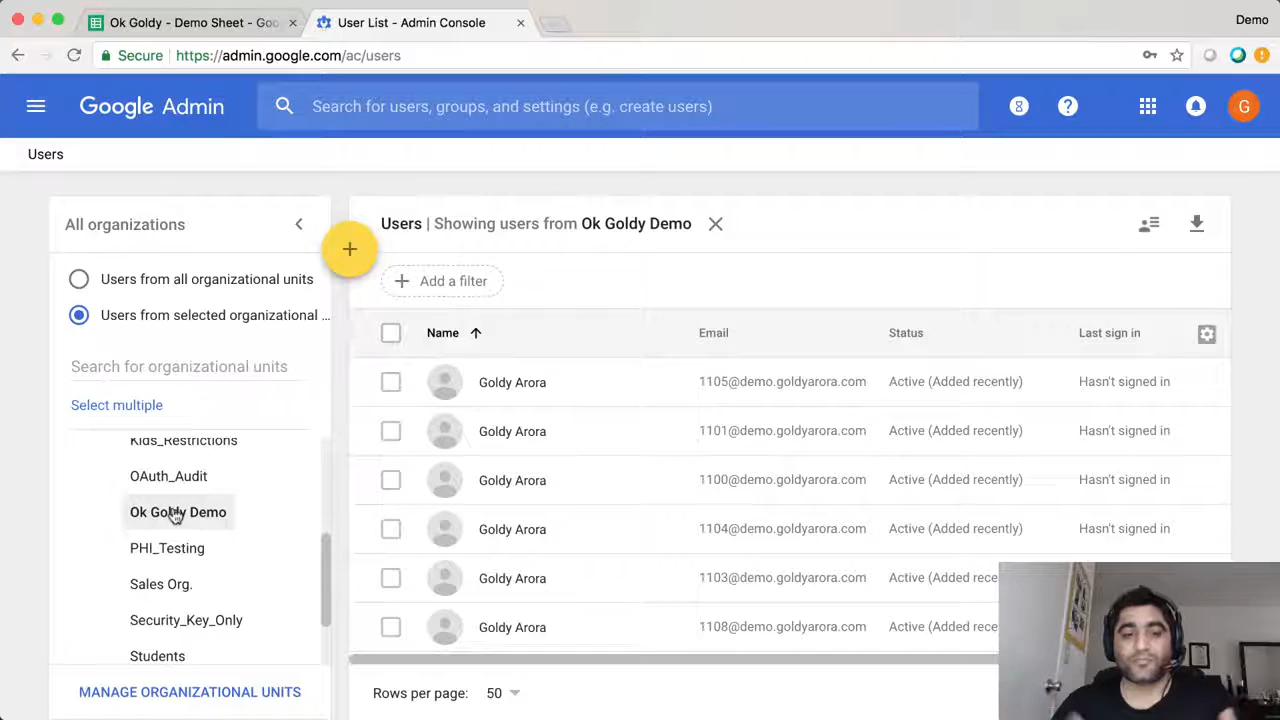 Ok Goldy - Demo Sheet - Goo
User List - Admin Console
Demo
Secure
https://admin.google.com/ac/users
Google Admin
Search for users, groups, and settings (e.g. create users)
G
Users
All organizations
Users from all organizational units
Users from selected organizational ...
Search for organizational units
Select multiple
Kids_Restrictions
OAuth_Audit
Ok Goldy Demo
PHI_Testing
Sales Org.
Security_Key_Only
Students
MANAGE ORGANIZATIONAL UNITS
Users | Showing users from Ok Goldy Demo
Add a filter
Name Email Status Last sign in
Goldy Arora 1105@demo.goldyarora.com Active (Added recently) Hasn't signed in
Goldy Arora 1101@demo.goldyarora.com Active (Added recently) Hasn't signed in
Goldy Arora 1100@demo.goldyarora.com Active (Added recently) Hasn't signed in
Goldy Arora 1104@demo.goldyarora.com Active (Added recently) Hasn't signed in
Goldy Arora 1103@demo.goldyarora.com Active (Added rece
Goldy Arora 1108@demo.goldyarora.com Active (Added rece
Rows per page: 50